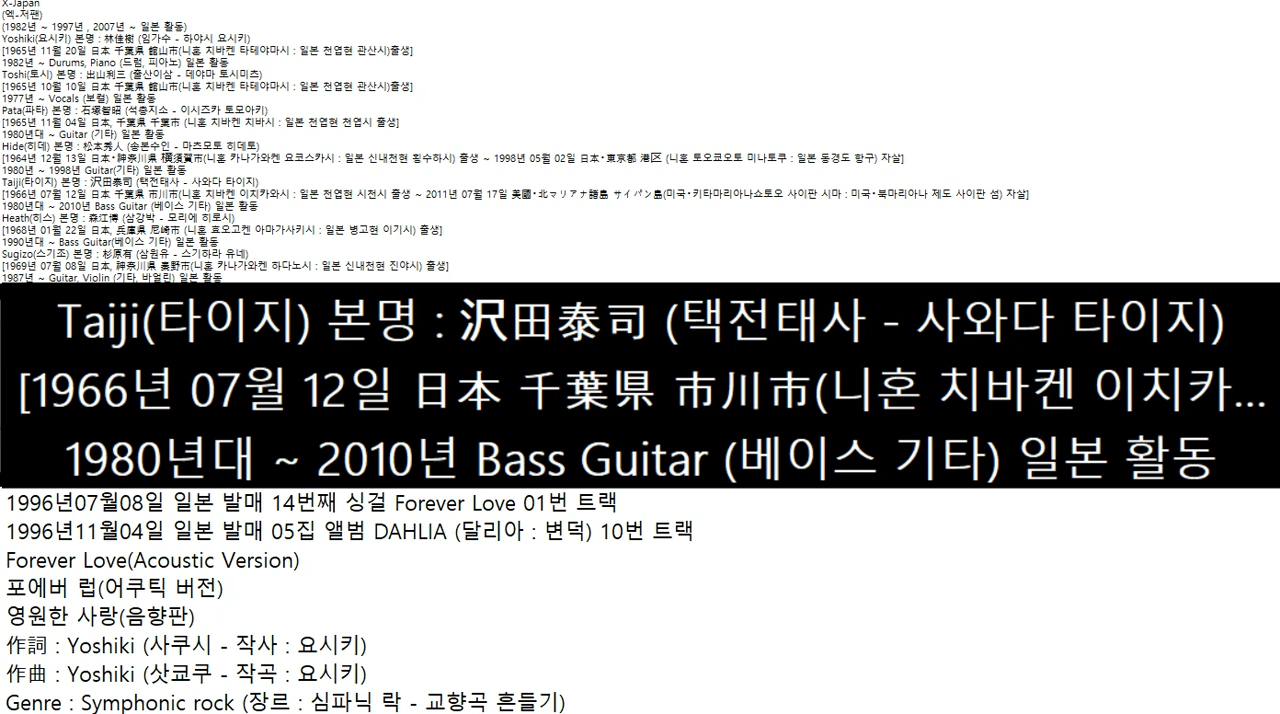 X-Japan
(엑-저팬)
(1982년 ~ 1997년 , 2007년 ~ 일본 활동)
Yoshiki(요시키) 본명 : 林佳樹 (임가수 - 하야시 요시키)
[1965년 11월 20일 日本 千葉県 館山市(니혼 치바켄 타테야마시 : 일본 천엽현 관산시)출생]
1982년 ~ Durums, Piano (드럼, 피아노) 일본 활동
Toshi(토시) 본명 : 出山利三 (출산이삼 - 데야마 토시미츠)
[1965년 10월 10일 日本 千葉県 館山市(니혼 치바켄 타테야마시 : 일본 천엽현 관산시)출생]
1977년 ~ Vocals (보컬) 일본 활동
Pata(파타) 본명 : 石塚智昭 (석총지소 - 이시즈카 토모아키)
[1965년 11월 04일 日本, 千葉県 千葉市 (니혼 치바켄 치바시 : 일본 천엽현 천엽시 출생]
1980년대 ~ Guitar (기타) 일본 활동
Hide(히데) 본명 : 松本秀人 (송본수인 - 마츠모토 히데토)
[1964년 12월 13일 日本・神奈川県 横須賀市(니혼 카나가와켄 요코스카시 : 일본 신내천현 횡수하시) 출생 ~ 1998년 05월 02일 日本・東京都 港区 (니혼 토오쿄오토 미나토쿠 : 일본 동경도 항구) 자살]
1980년 ~ 1998년 Guitar(기타) 일본 활동
Taiji(타이지) 본명 : 沢田泰司 (택전태사 - 사와다 타이지)
[1966년 07월 12일 日本 千葉県 市川市(니혼 치바켄 이치카와시 : 일본 천엽현 시천시 출생 ~ 2011년 07월 17일 美國・北マリアナ諸島 サイパン島(미국・키타마리아나쇼토오 사이판 시마 : 미국・북마리아나 제도 사이판 섬) 자살]
1980년대 ~ 2010년 Bass Guitar (베이스 기타) 일본 활동
Heath(히스) 본명 : 森江博 (삼강박 - 모리에 히로시)
[1968년 01월 22일 日本, 兵庫県 尼崎市 (니혼 효오고켄 아마가사키시 : 일본 병고현 이기시) 출생]
1990년대 ~ Bass Guitar(베이스 기타) 일본 활동
Sugizo(스기조) 본명 : 杉原有 (삼원유 - 스기하라 유네)
[1969년 07월 08일 日本, 神奈川県 秦野市(니혼 카나가와켄 하다노시 : 일본 신내천현 진야시) 출생]
1987년 ~ Guitar, Violin (기타, 바얼린) 일본 활동
Taiji(타이지) 본명 : 沢田泰司 (택전태사 - 사와다 타이지)
[1966년 07월 12일 日本 千葉県 市川市(니혼 치바켄 이치카...
1980년대 ~ 2010년 Bass Guitar (베이스 기타) 일본 활동
1996년07월08일 일본 발매 14번째 싱걸 Forever Love 01번 트랙
1996년11월04일 일본 발매 05집 앨범 DAHLIA (달리아 : 변덕) 10번 트랙
Forever Love(Acoustic Version)
포에버 럽(어쿠틱 버전)
영원한 사랑(음향판)
作詞 : Yoshiki (사쿠시 - 작사 : 요시키)
作曲 : Yoshiki (삿쿄쿠 - 작곡 : 요시키)
Genre : Symphonic rock (장르 : 심파닉 락 - 교향곡 흔들기)